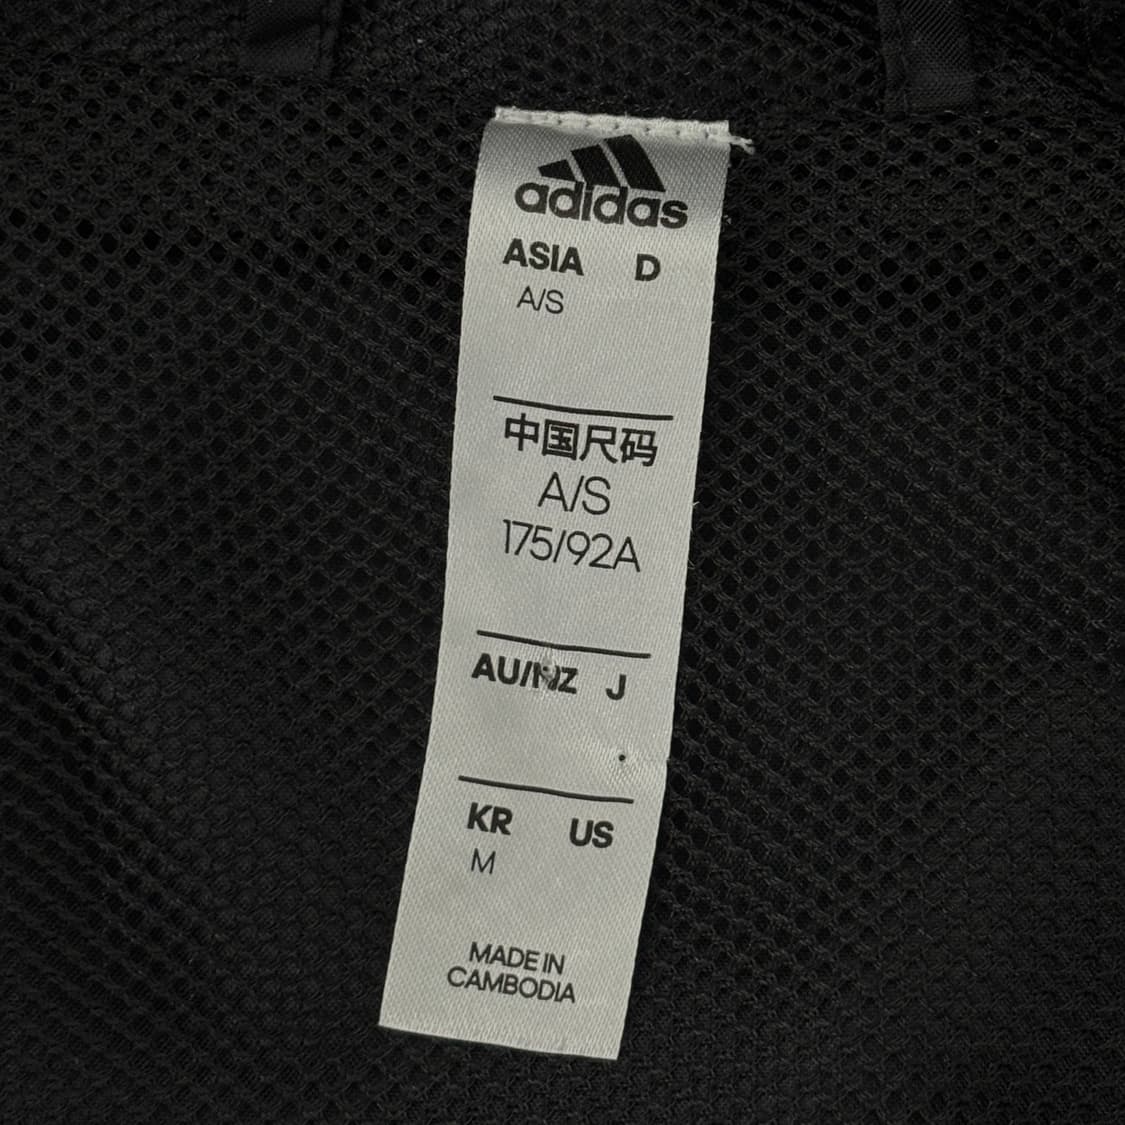 adidas
ASIA D
A/S
中国尺码
A/S
175/92A
AU/NZ J
KR US
M
MADE IN
CAMBODIA